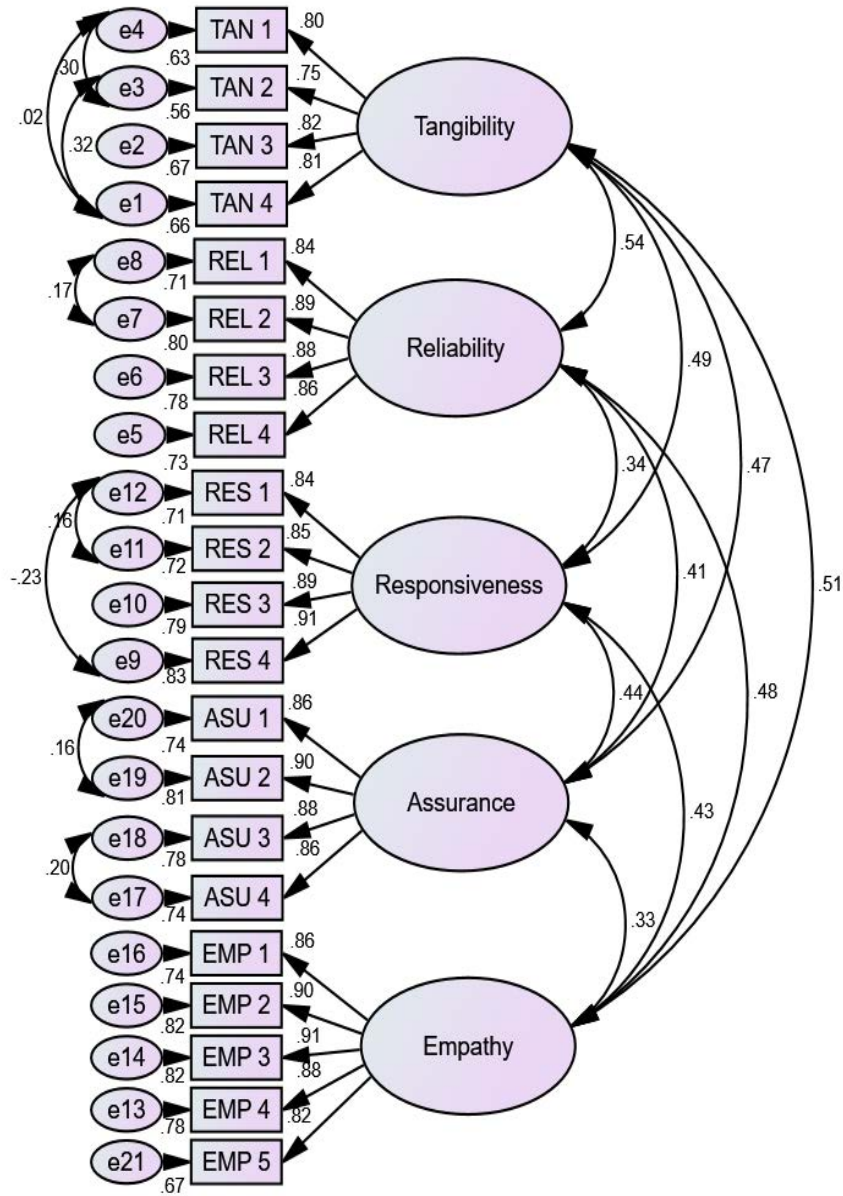 e4 TAN 1 .80
.63
.30
e3 TAN 2 .75
.56
.02
.32
e2 TAN 3 .82
.67
e1 TAN 4 .81
.66
Tangibility
e8 REL 1 .84
.71
.17
e7 REL 2 .89
.80
e6 REL 3 .88
.78
e5 REL 4 .86
.73
Reliability
.54
.49
.47
.51
e12 RES 1 .84
.71
.16
e11 RES 2 .85
.72
-.23
e10 RES 3 .89
.79
e9 RES 4 .91
.83
Responsiveness
.34
.41
.48
e20 ASU 1 .86
.74
.16
e19 ASU 2 .90
.81
e18 ASU 3 .88
.78
.20
e17 ASU 4 .86
.74
Assurance
.44
.43
e16 EMP 1 .86
.74
e15 EMP 2 .90
.82
e14 EMP 3 .91
.82
e13 EMP 4 .88
.78
e21 EMP 5 .82
.67
Empathy
.33